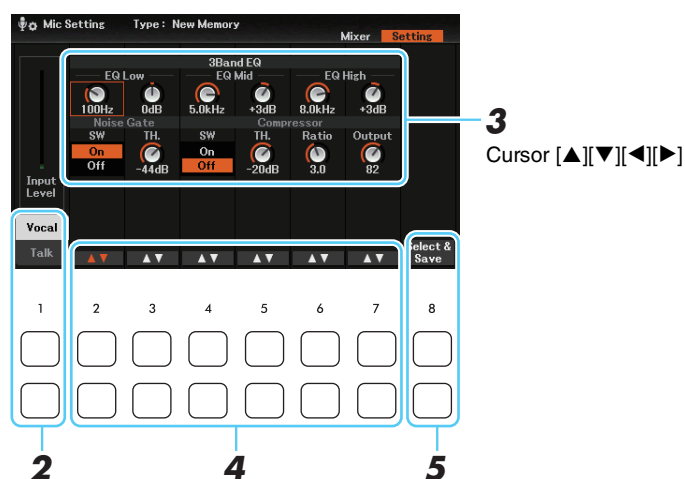 Mic Setting Type : New Memory
Mixer Setting
3Band EQ
EQ Low EQ Mid EQ High
100Hz 0dB 5.0kHz +3dB 8.0kHz +3dB
Noise Gate Compressor
SW TH. SW TH. Ratio Output
On On
Off -44dB Off -20dB 3.0 82
Input
Level
Vocal
Talk
▲▼ ▲▼ ▲▼ ▲▼ ▲▼ ▲▼
Select &
Save
1 2 3 4 5 6 7 8
3
Cursor [▲][▼][◀][▶]
2 4 5